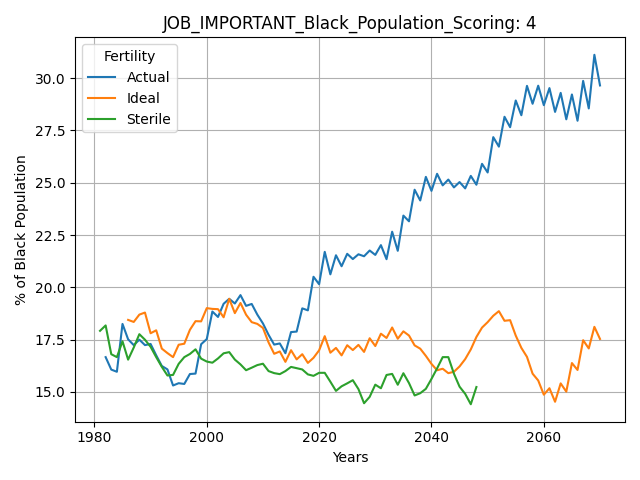 JOB_IMPORTANT_Black_Population_Scoring: 4
Fertility
Actual
Ideal
Sterile
% of Black Population
30.0
27.5
25.0
22.5
20.0
17.5
15.0
1980
2000
2020
2040
2060
Years